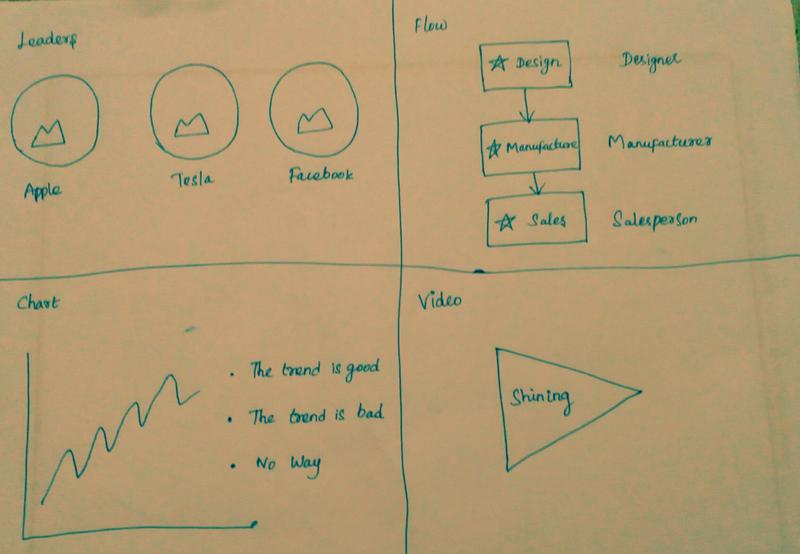 Leaders
Apple
Tesla
Facebook
Flow
Design
Designer
Manufacture
Manufacturer
Sales
Salesperson
Chart
• The trend is good
• The trend is bad
• No Way
Video
Shining